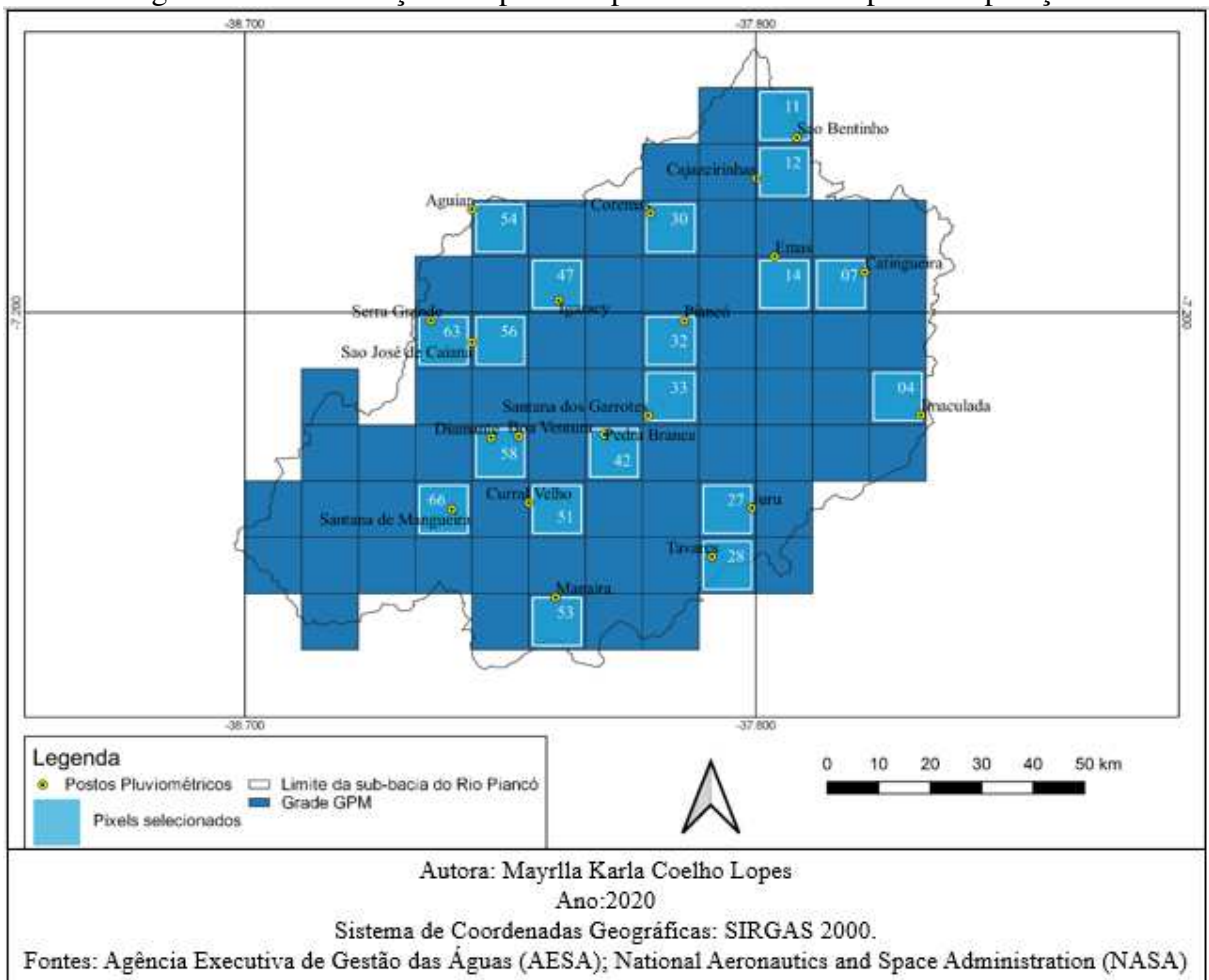 -38.700 -37.800
11
Sao Bentinho
12
Cajazeirinhas
Aguiar
54
30
Emas
Catingueira
47
14
07
-7.200 -7.200
Serra Grande
Piancó
63
56
32
Sao José de Caiana
33
04
Santana dos Garrotes
Imaculada
Diamante
Boa Ventura
Pedra Branca
58
42
66
Curral Velho
27
51
Santana de Mangueira
Tavares
28
53
-38.700 -37.800
Legenda
Postos Pluviométricos
Limite da sub-bacia do Rio Piancó
Grade GPM
Pixels selecionados
0 10 20 30 40 50 km
Autora: Mayrlla Karla Coelho Lopes
Ano:2020
Sistema de Coordenadas Geográficas: SIRGAS 2000.
Fontes: Agência Executiva de Gestão das Águas (AESA); National Aeronautics and Space Administration (NASA)